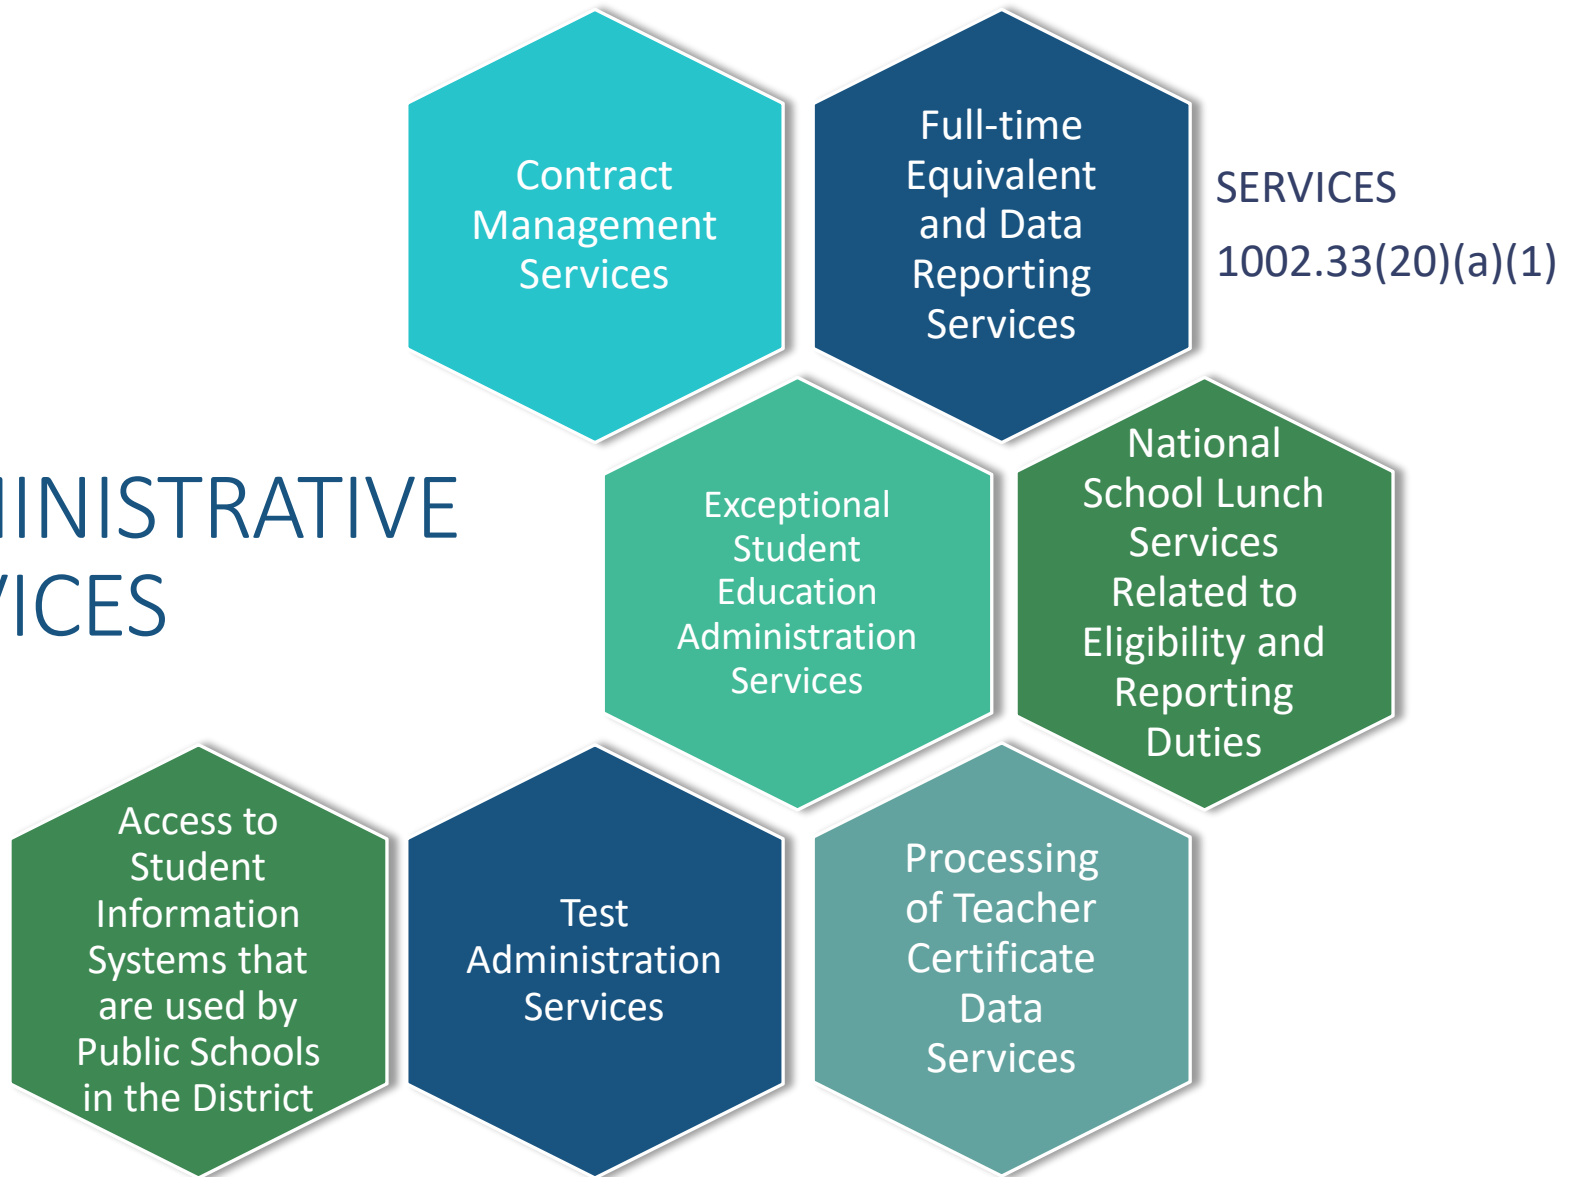 Contract
Management
Services
Full-time
Equivalent
and Data
Reporting
Services
SERVICES
1002.33(20)(a)(1)
MINISTRATIVE
VICES
Exceptional
Student
Education
Administration
Services
National
School Lunch
Services
Related to
Eligibility and
Reporting
Duties
Access to
Student
Information
Systems that
are used by
Public Schools
in the District
Test
Administration
Services
Processing
of Teacher
Certificate
Data
Services